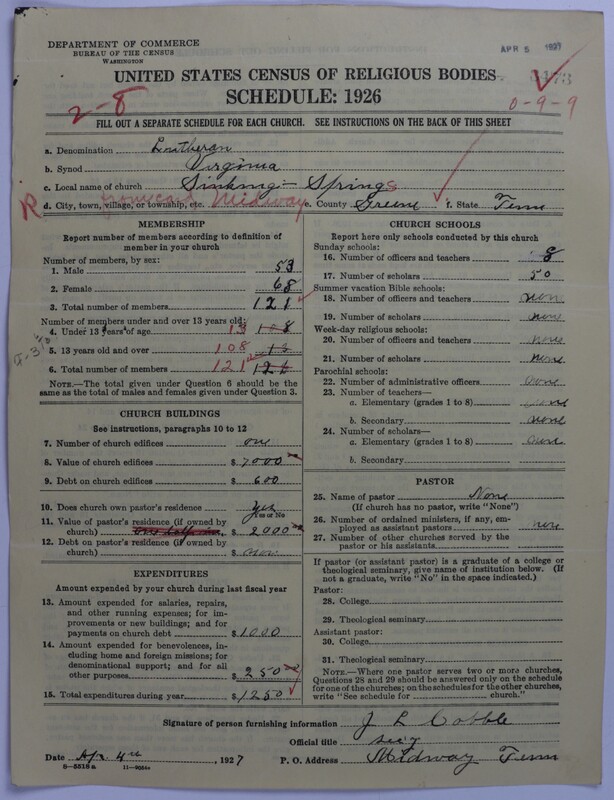 DEPARTMENT OF COMMERCE
BUREAU OF THE CENSUS
WASHINGTON
APR 5 1927
UNITED STATES CENSUS OF RELIGIOUS BODIES
SCHEDULE: 1926
2-8
0-9-9
FILL OUT A SEPARATE SCHEDULE FOR EACH CHURCH. SEE INSTRUCTIONS ON THE BACK OF THIS SHEET
a. Denomination Lutheran
b. Synod Virginia
c. Local name of church Sinking Springs
R d. City, town, village, or township, etc. Midway e. County Greene f. State Tenn
MEMBERSHIP
Report number of members according to definition of
member in your church
Number of members, by sex:
1. Male 53
2. Female 68
3. Total number of members 121
Number of members under and over 13 years old:
4. Under 13 years of age 13 108
5. 13 years old and over 108 13
6. Total number of members 121 121
NOTE.—The total given under Question 6 should be the
same as the total of males and females given under Question 3.
CHURCH BUILDINGS
See instructions, paragraphs 10 to 12
7. Number of church edifices one
8. Value of church edifices $ 7000
9. Debt on church edifices $ 600
10. Does church own pastor's residence? Yes
Yes or No
11. Value of pastor's residence (if owned by
church) $ 2000
12. Debt on pastor's residence (if owned by
church) $ none
EXPENDITURES
Amount expended by your church during last fiscal year
13. Amount expended for salaries, repairs,
and other running expenses; for im-
provements or new buildings; and for
payments on church debt $ 1000
14. Amount expended for benevolences, in-
cluding home and foreign missions; for
denominational support; and for all
other purposes $ 250
15. Total expenditures during year $ 1250
CHURCH SCHOOLS
Report here only schools conducted by this church
Sunday schools:
16. Number of officers and teachers 8
17. Number of scholars 50
Summer vacation Bible schools:
18. Number of officers and teachers none
19. Number of scholars none
Week-day religious schools:
20. Number of officers and teachers none
21. Number of scholars none
Parochial schools:
22. Number of administrative officers none
23. Number of teachers—
a. Elementary (grades 1 to 8) none
b. Secondary none
24. Number of scholars—
a. Elementary (grades 1 to 8) none
b. Secondary
PASTOR
25. Name of pastor None
(If church has no pastor, write "None")
26. Number of ordained ministers, if any, em-
ployed as assistant pastors none
27. Number of other churches served by the
pastor or his assistants
If pastor (or assistant pastor) is a graduate of a college or
theological seminary, give name of institution below. (If
not a graduate, write "No" in the space indicated.)
Pastor:
28. College
29. Theological seminary
Assistant pastor:
30. College
31. Theological seminary
NOTE.—Where one pastor serves two or more churches,
Questions 28 and 29 should be answered only on the schedule
for one of the churches; on the schedules for the other churches,
write "See schedule for church."
Signature of person furnishing information J L Cobble
Official title sec'y
Date Apr. 4th, 1927 P. O. Address Midway Tenn
8—5518 a